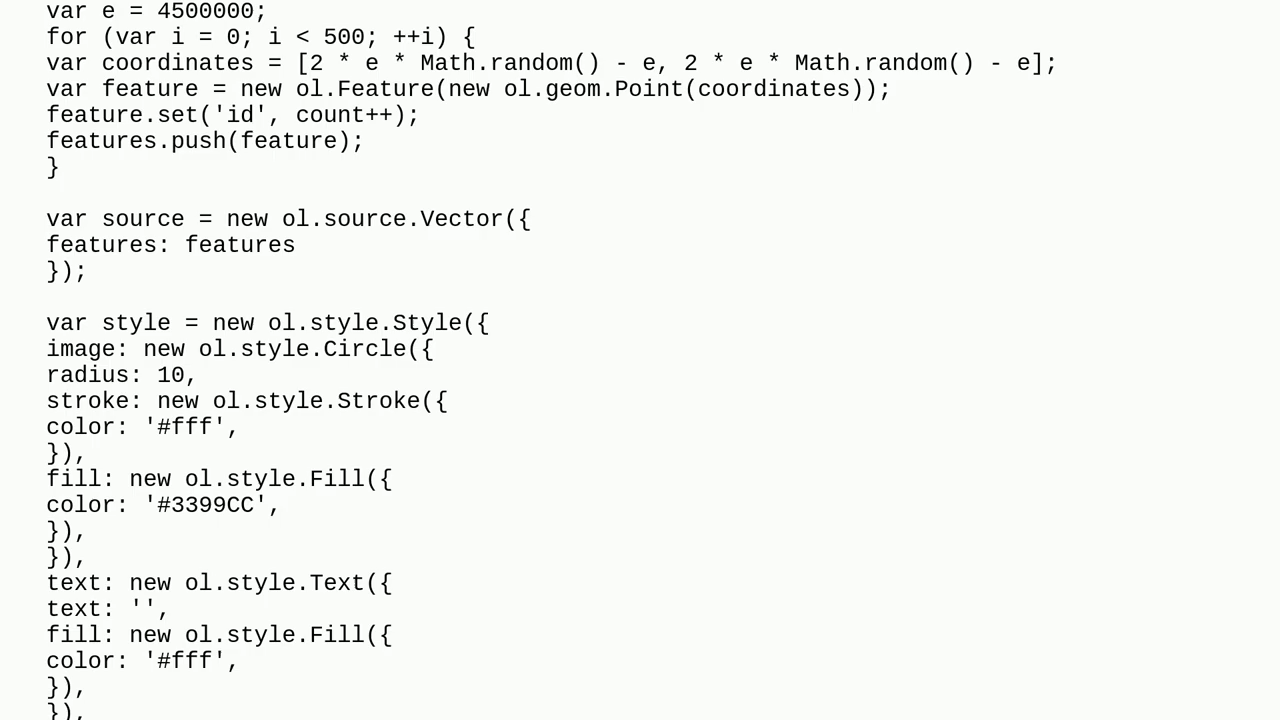 var e = 4500000;
for (var i = 0; i < 500; ++i) {
var coordinates = [2 * e * Math.random() - e, 2 * e * Math.random() - e];
var feature = new ol.Feature(new ol.geom.Point(coordinates));
feature.set('id', count++);
features.push(feature);
}

var source = new ol.source.Vector({
features: features
});

var style = new ol.style.Style({
image: new ol.style.Circle({
radius: 10,
stroke: new ol.style.Stroke({
color: '#fff',
}),
fill: new ol.style.Fill({
color: '#3399CC',
}),
}),
text: new ol.style.Text({
text: '',
fill: new ol.style.Fill({
color: '#fff',
}),
}),